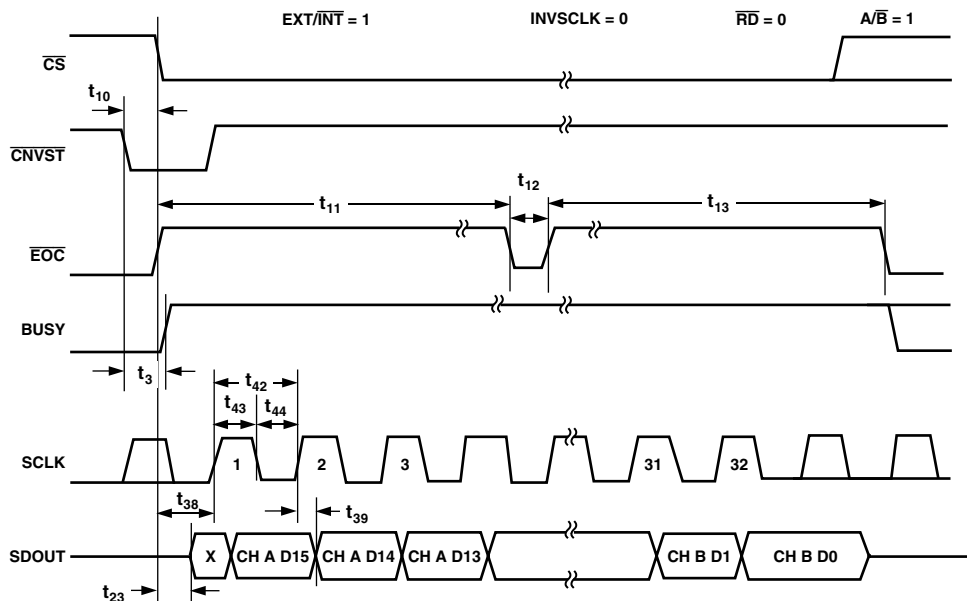 EXT/INT = 1 INVSCLK = 0 RD = 0 A/B = 1
CS
t10
CNVST
t12
t11 t13
EOC
BUSY
t3
t42
t43 t44
SCLK 1 2 3 31 32
t38
t39
SDOUT X CH A D15 CH A D14 CH A D13 CH B D1 CH B D0
t23